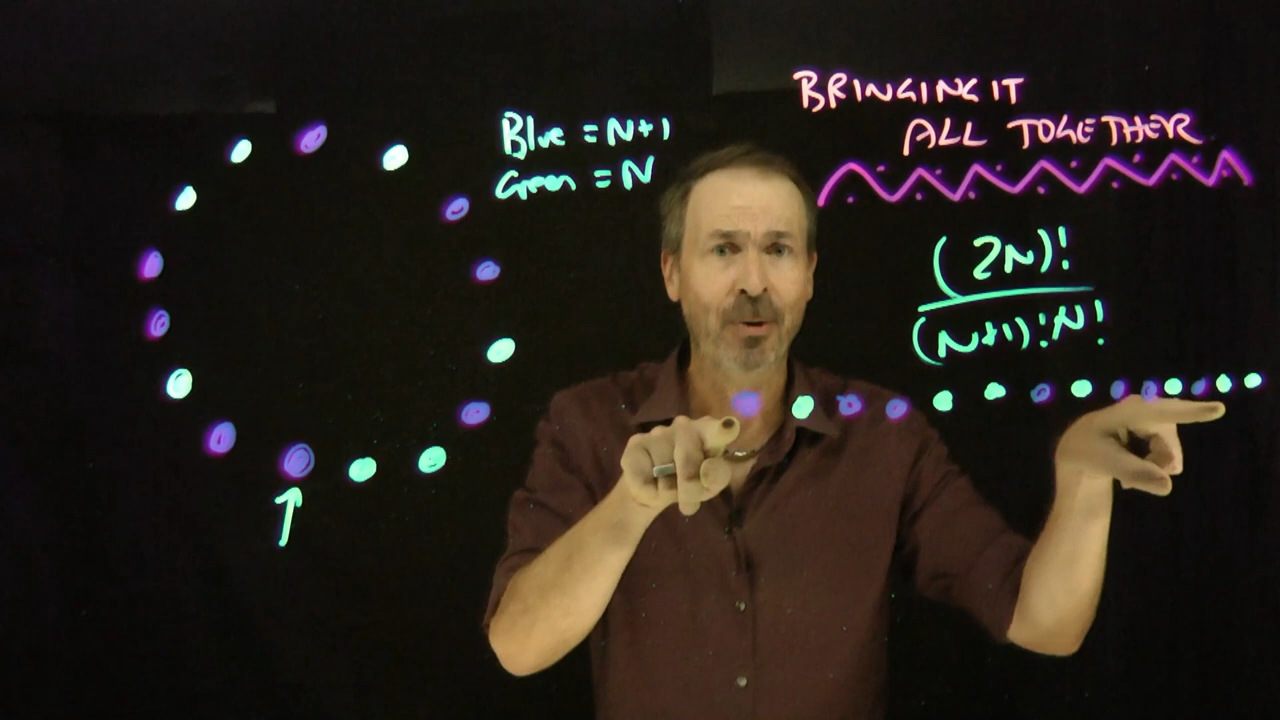 Blue = N+1
Green = N
BRINGING IT
ALL TOGETHER
(2N)!
(N+1)!N!